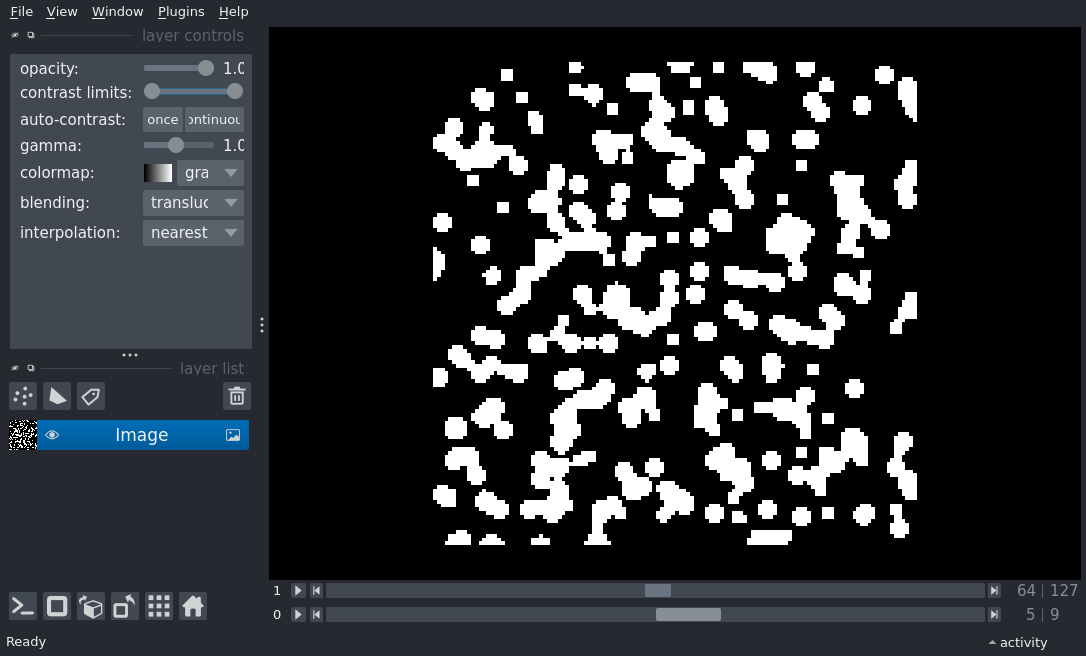 File View Window Plugins Help
layer controls
opacity: 1.0
contrast limits:
auto-contrast: once ontinuou
gamma: 1.0
colormap: gra
blending: transluc
interpolation: nearest
layer list
Image
1 64 | 127
0 5 | 9
Ready activity